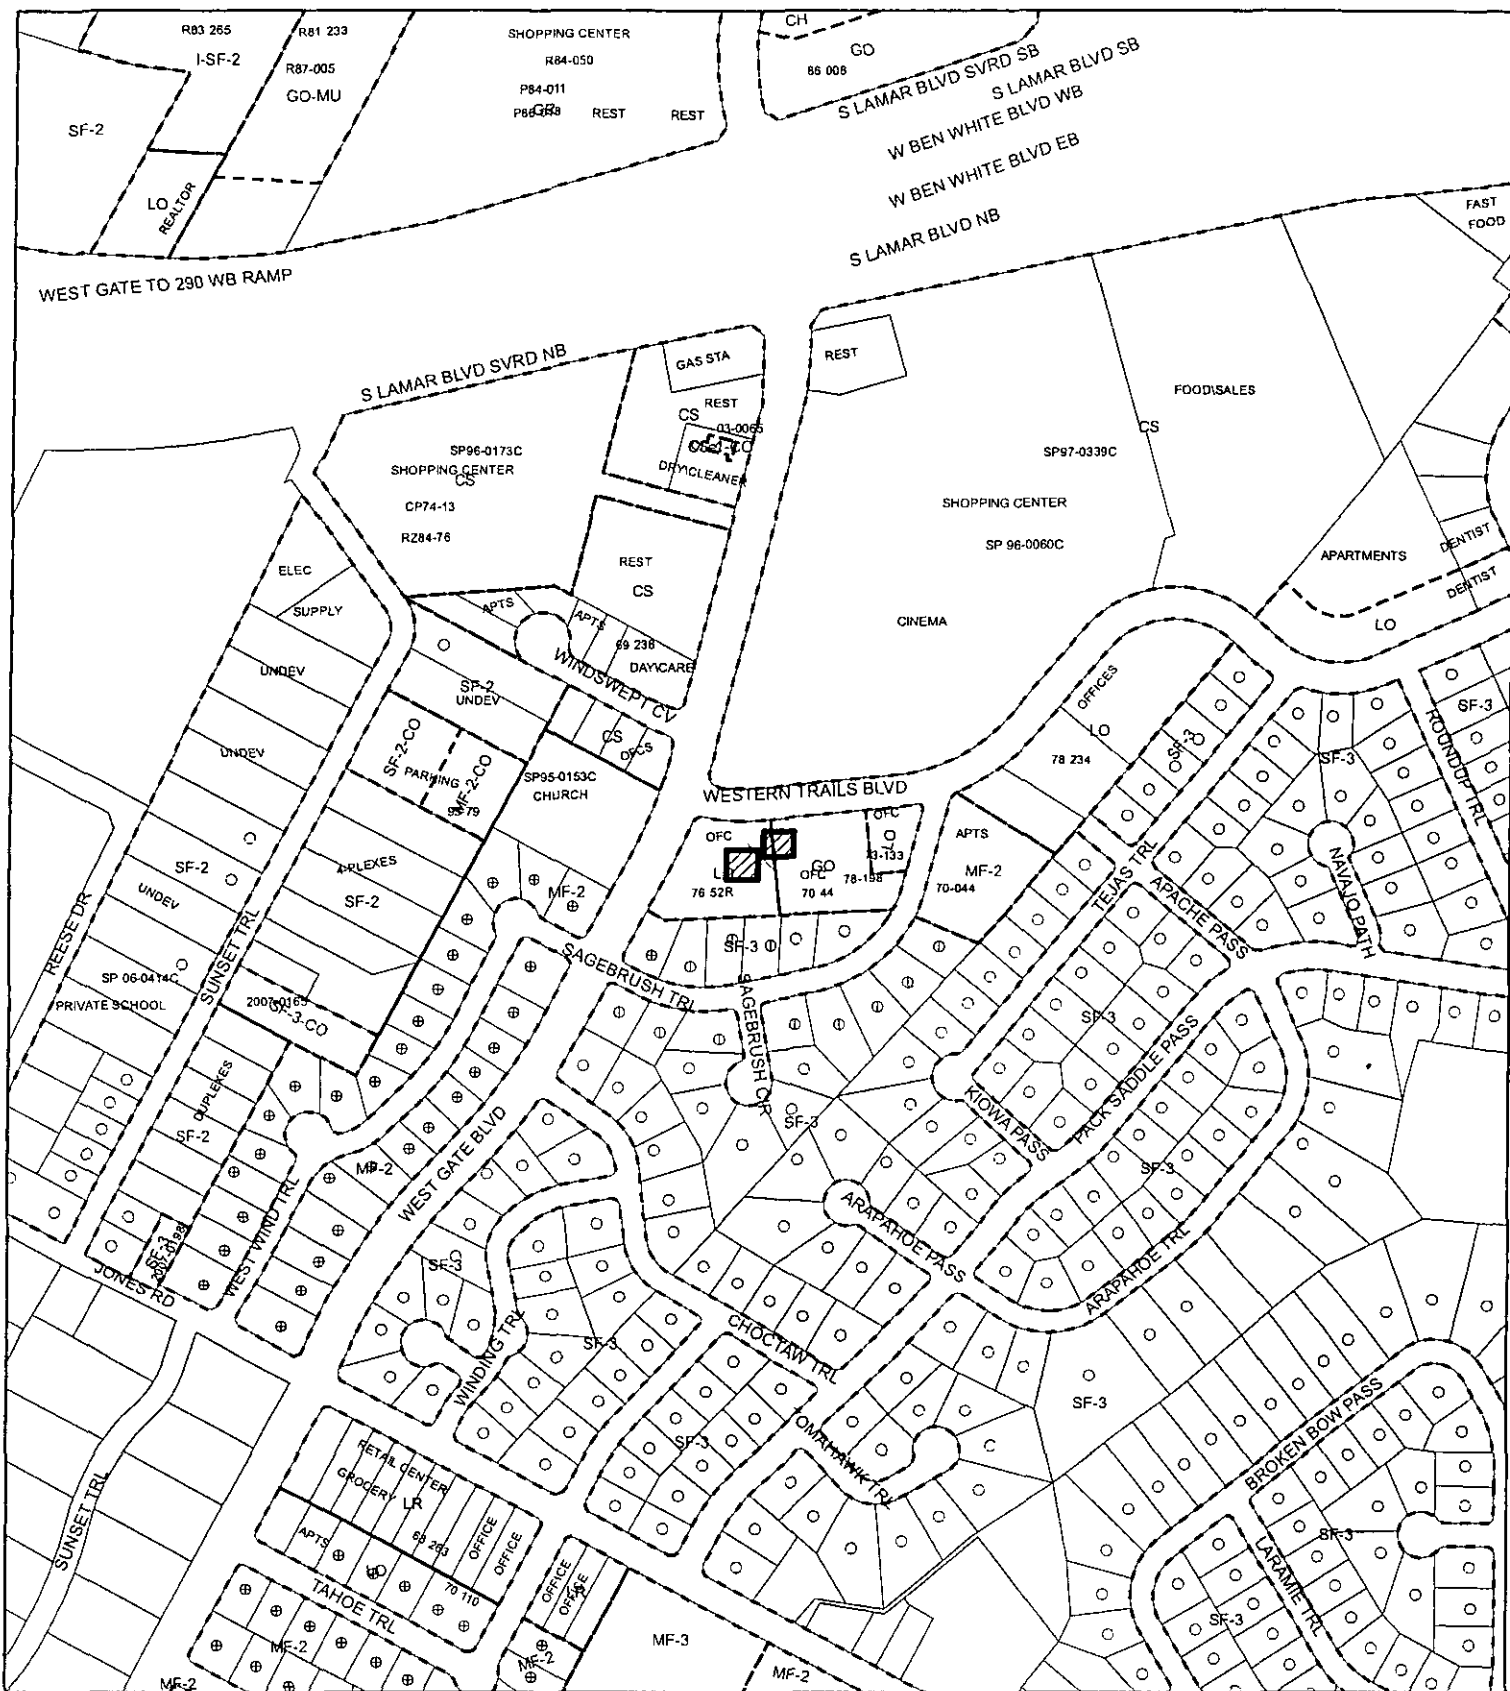 R83 265
I-SF-2
R81 233
R87-005
GO-MU
SF-2
LO
REALTOR
SHOPPING CENTER
R84-050
P84-011
GR
REST
REST
CH
GO
86 008
S LAMAR BLVD SVRD SB
S LAMAR BLVD SB
W BEN WHITE BLVD WB
W BEN WHITE BLVD EB
S LAMAR BLVD NB
FAST
FOOD
WEST GATE TO 290 WB RAMP
S LAMAR BLVD SVRD NB
GAS STA
REST
CS
03-0065
DRY\CLEANER
REST
FOOD\SALES
CS
SP96-0173C
SHOPPING CENTER
CS
CP74-13
RZ84-76
SP97-0339C
SHOPPING CENTER
SP 96-0060C
CINEMA
APARTMENTS
DENTIST
DENTIST
LO
REST
CS
ELEC
SUPPLY
APTS
APTS
69 236
DAY\CARE
WINDSWEPT CV
UNDEV
SF-2
UNDEV
UNDEV
SF-2-CO
PARKING
MF-2-CO
CS
OFCS
SP95-0153C
CHURCH
OFFICES
LO
78 234
SF-3
SF-3
SF-3
ROUNDUP TRL
WESTERN TRAILS BLVD
OFC
76 52R
GO
OFC
70 44
78-198
OFC
APTS
MF-2
70-044
TEJAS TRL
APACHE PASS
NAVAJO PATH
REESE DR
SF-2
UNDEV
4-PLEXES
SF-2
MF-2
SUNSET TRL
SAGEBRUSH TRL
SF-3
SAGEBRUSH CIR
SP 06-0414C
PRIVATE SCHOOL
2007-0165
SF-3-CO
SF-3
PACK SADDLE PASS
KIOWA PASS
DUPLEXES
SF-2
SF-3
SF-3
MF-2
WEST GATE BLVD
WEST WIND TRL
ARAPAHOE PASS
ARAPAHOE TRL
SF-3
JONES RD
SF-3
WINDING TRL
SF-3
CHOCTAW TRL
SF-3
BROKEN BOW PASS
SF-3
TOMAHAWK TRL
SUNSET TRL
RETAIL CENTER
GROCERY
LR
68 263
OFFICE
OFFICE
APTS
LO
70 110
TAHOE TRL
OFFICE
OFFICE
SF-3
LARAMIE TRL
SF-3
MF-2
MF-2
MF-2
MF-3
MF-2